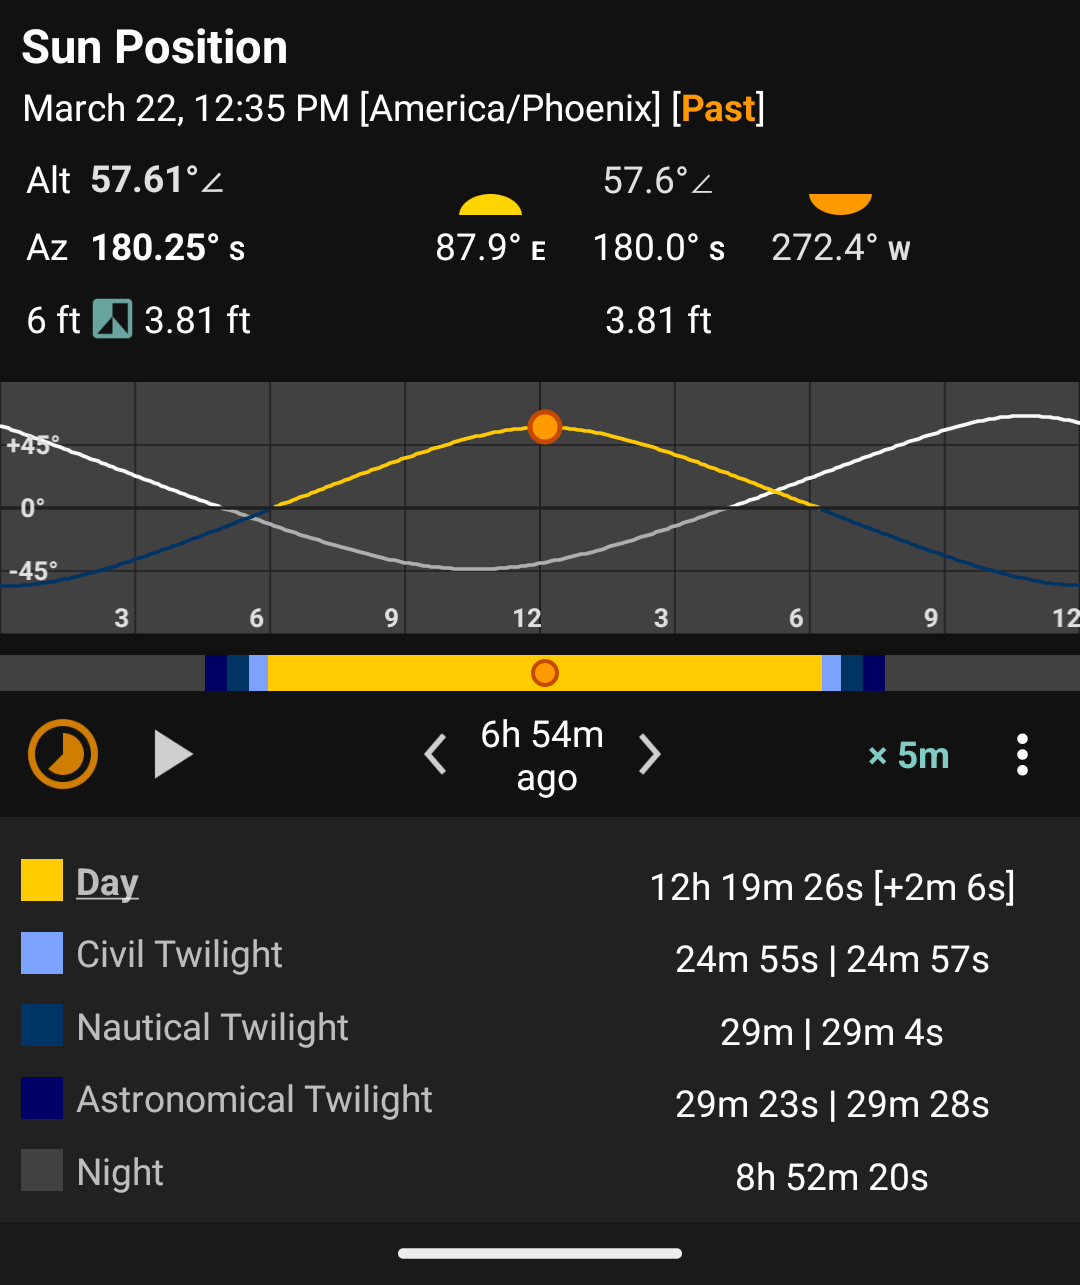 Sun Position
March 22, 12:35 PM [America/Phoenix] [Past]
Alt 57.61°∠ 57.6°∠
Az 180.25° S 87.9° E 180.0° S 272.4° W
6 ft 3.81 ft 3.81 ft
+45°
0°
-45°
3 6 9 12 3 6 9 12
6h 54m
ago
× 5m
Day 12h 19m 26s [+2m 6s]
Civil Twilight 24m 55s | 24m 57s
Nautical Twilight 29m | 29m 4s
Astronomical Twilight 29m 23s | 29m 28s
Night 8h 52m 20s